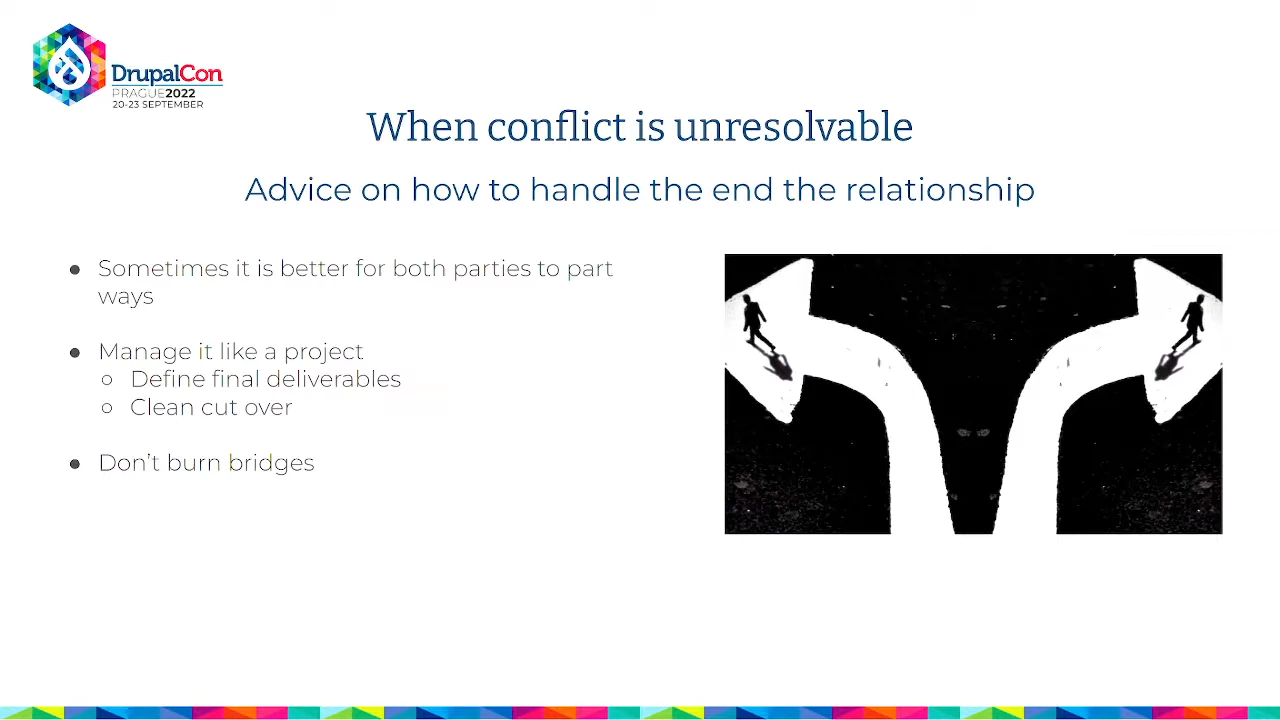 DrupalCon
PRAGUE2022
20-23 SEPTEMBER
When conflict is unresolvable
Advice on how to handle the end the relationship
● Sometimes it is better for both parties to part
ways
● Manage it like a project
○ Define final deliverables
○ Clean cut over
● Don’t burn bridges